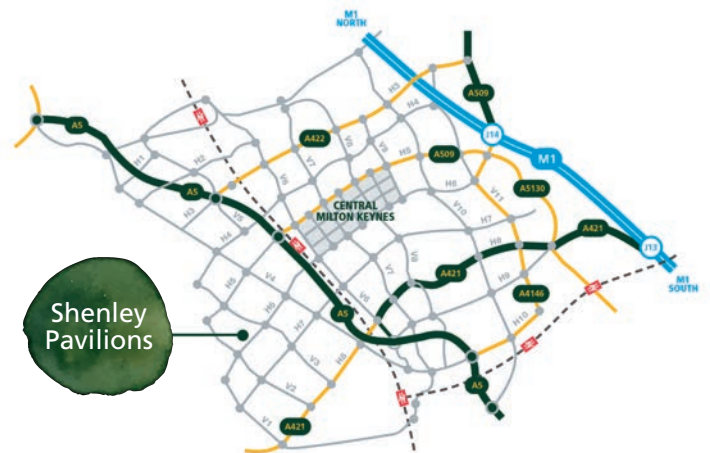 M1
NORTH
A509
H3
H4
A5
J14
A422
V8
V9
H5
A509
M1
H1
H2
V7
V6
H6
V11
A5130
A5
H3
CENTRAL
MILTON KEYNES
V10
H7
A421
V5
H4
J13
H8
V8
V7
A421
H9
M1
SOUTH
H5
V4
A4146
Shenley
Pavilions
H6
V6
A5
H7
H10
V3
H8
V2
A5
V1
A421